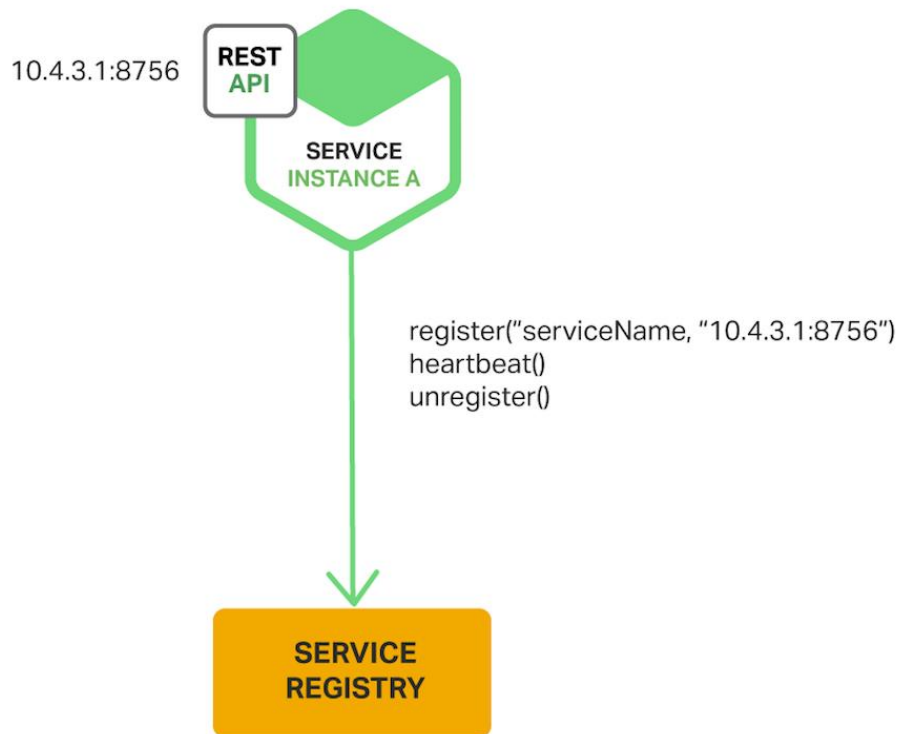 10.4.3.1:8756
REST
API
SERVICE
INSTANCE A
register("serviceName, “10.4.3.1:8756”)
heartbeat()
unregister()
SERVICE
REGISTRY